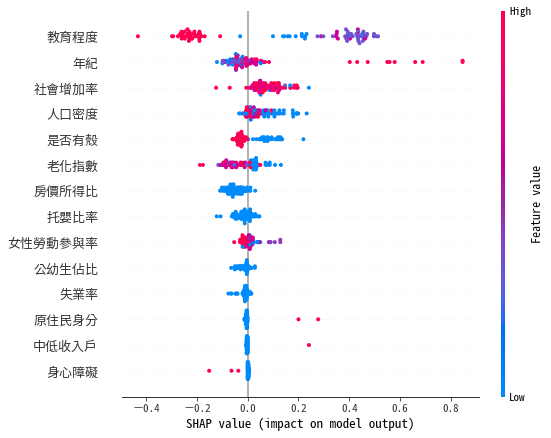 High
教育程度
年紀
社會增加率
人口密度
是否有殼
老化指數
房價所得比
托嬰比率
女性勞動參與率
公幼生佔比
失業率
原住民身分
中低收入戶
身心障礙
Feature value
Low
−0.4 −0.2 0.0 0.2 0.4 0.6 0.8
SHAP value (impact on model output)